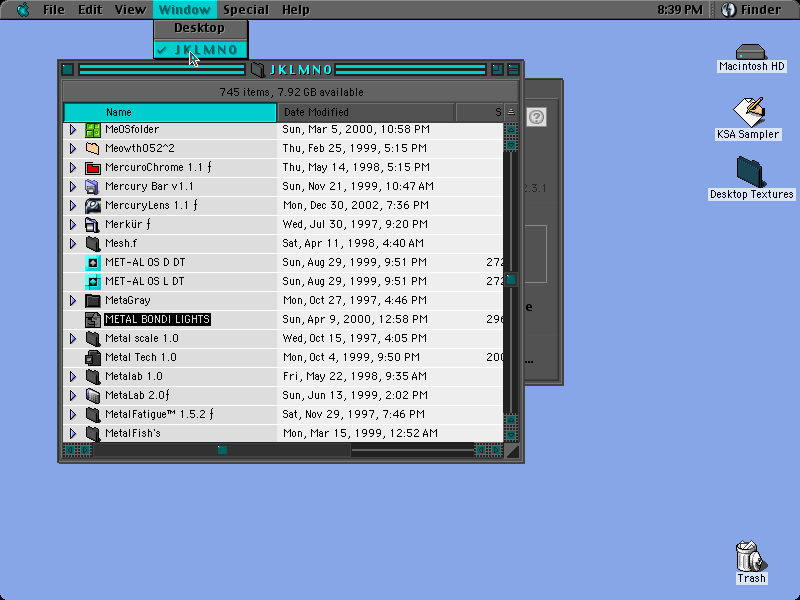 File Edit View Window Special Help 8:39 PM Finder
Desktop
✓ JKLMNO
JKLMNO
745 items, 7.92 GB available
Name Date Modified S
MeOSfolder Sun, Mar 5, 2000, 10:58 PM
Meowth052^2 Thu, Feb 25, 1999, 5:15 PM
MercuroChrome 1.1 ƒ Thu, May 14, 1998, 5:15 PM
Mercury Bar v1.1 Sun, Nov 21, 1999, 10:47 AM
MercuryLens 1.1 ƒ Mon, Dec 30, 2002, 7:36 PM
Merkür ƒ Wed, Jul 30, 1997, 9:20 PM
Mesh.f Sat, Apr 11, 1998, 4:40 AM
MET-AL OS D DT Sun, Aug 29, 1999, 9:51 PM 272
MET-AL OS L DT Sun, Aug 29, 1999, 9:51 PM 272
MetaGray Mon, Oct 27, 1997, 4:46 PM
METAL BONDI LIGHTS Sun, Apr 9, 2000, 12:58 PM 296
Metal scale 1.0 Wed, Oct 15, 1997, 4:05 PM
Metal Tech 1.0 Mon, Oct 4, 1999, 9:50 PM 200
Metalab 1.0 Fri, May 22, 1998, 9:35 AM
MetaLab 2.0ƒ Sun, Jun 13, 1999, 2:02 PM
MetalFatigue™ 1.5.2 ƒ Sat, Nov 29, 1997, 7:46 PM
MetalFish's Mon, Mar 15, 1999, 12:52 AM
?
2.3.1
e
...
Macintosh HD
KSA Sampler
Desktop Textures
Trash